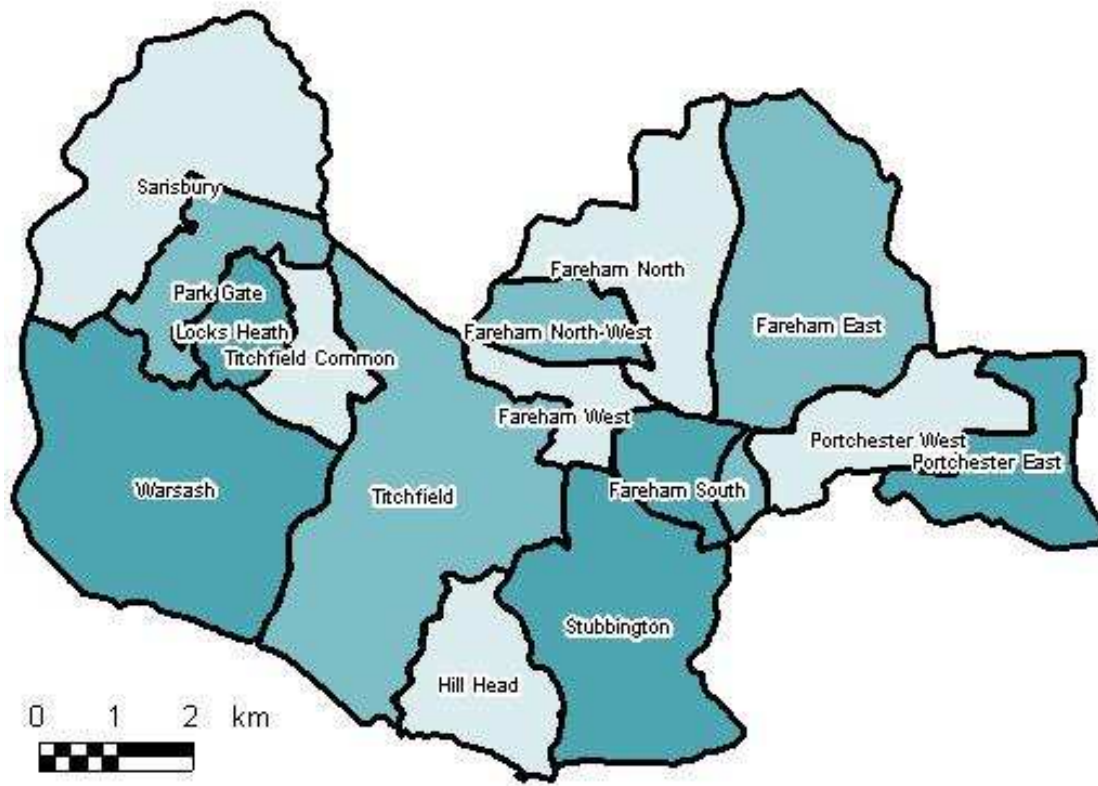 Sarisbury
Fareham North
Park Gate
Locks Heath
Fareham North-West
Fareham East
Titchfield Common
Fareham West
Portchester West
Portchester East
Warsash
Titchfield
Fareham South
Stubbington
Hill Head
0 1 2 km